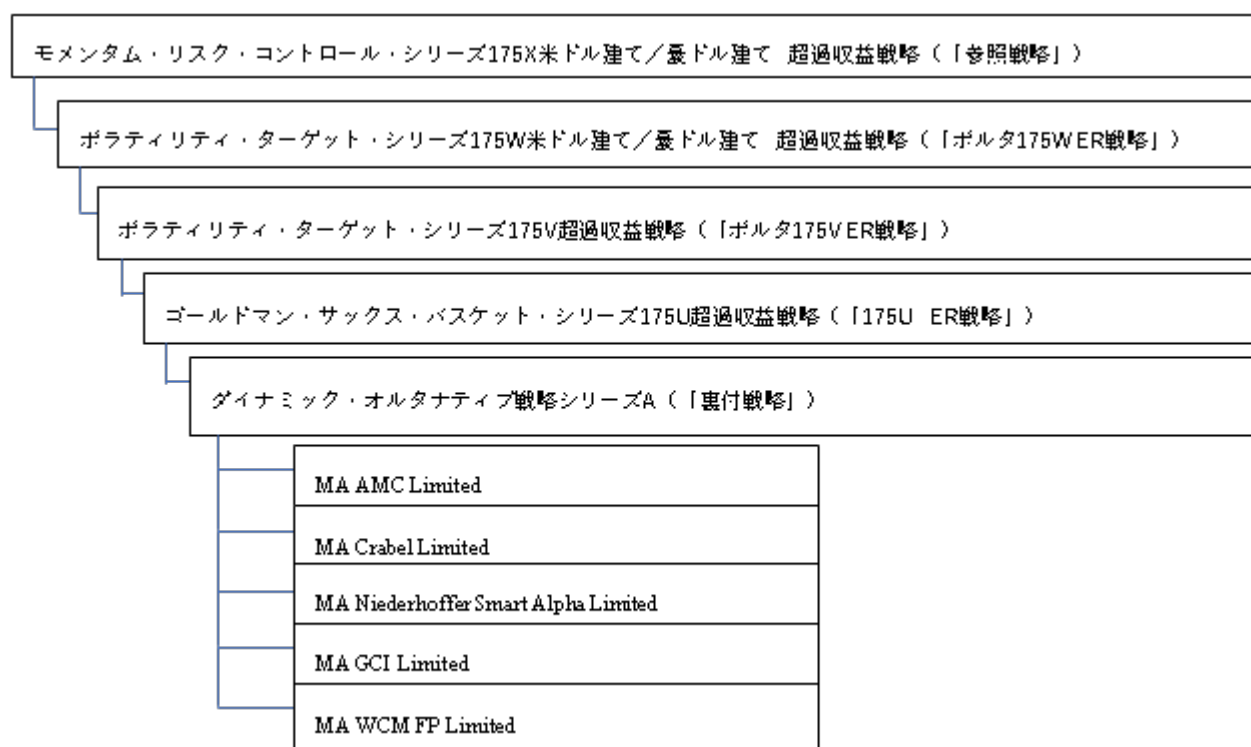 モメンタム・リスク・コントロール・シリーズ175X米ドル建て／豪ドル建て 超過収益戦略（「参照戦略」）
ボラティリティ・ターゲット・シリーズ175W米ドル建て／豪ドル建て 超過収益戦略（「ボルタ175W ER戦略」）
ボラティリティ・ターゲット・シリーズ175V超過収益戦略（「ボルタ175V ER戦略」）
ゴールドマン・サックス・バスケット・シリーズ175U超過収益戦略（「175U ER戦略」）
ダイナミック・オルタナティブ戦略シリーズA（「裏付戦略」）
MA AMC Limited
MA Crabel Limited
MA Niederhoffer Smart Alpha Limited
MA GCI Limited
MA WCM FP Limited